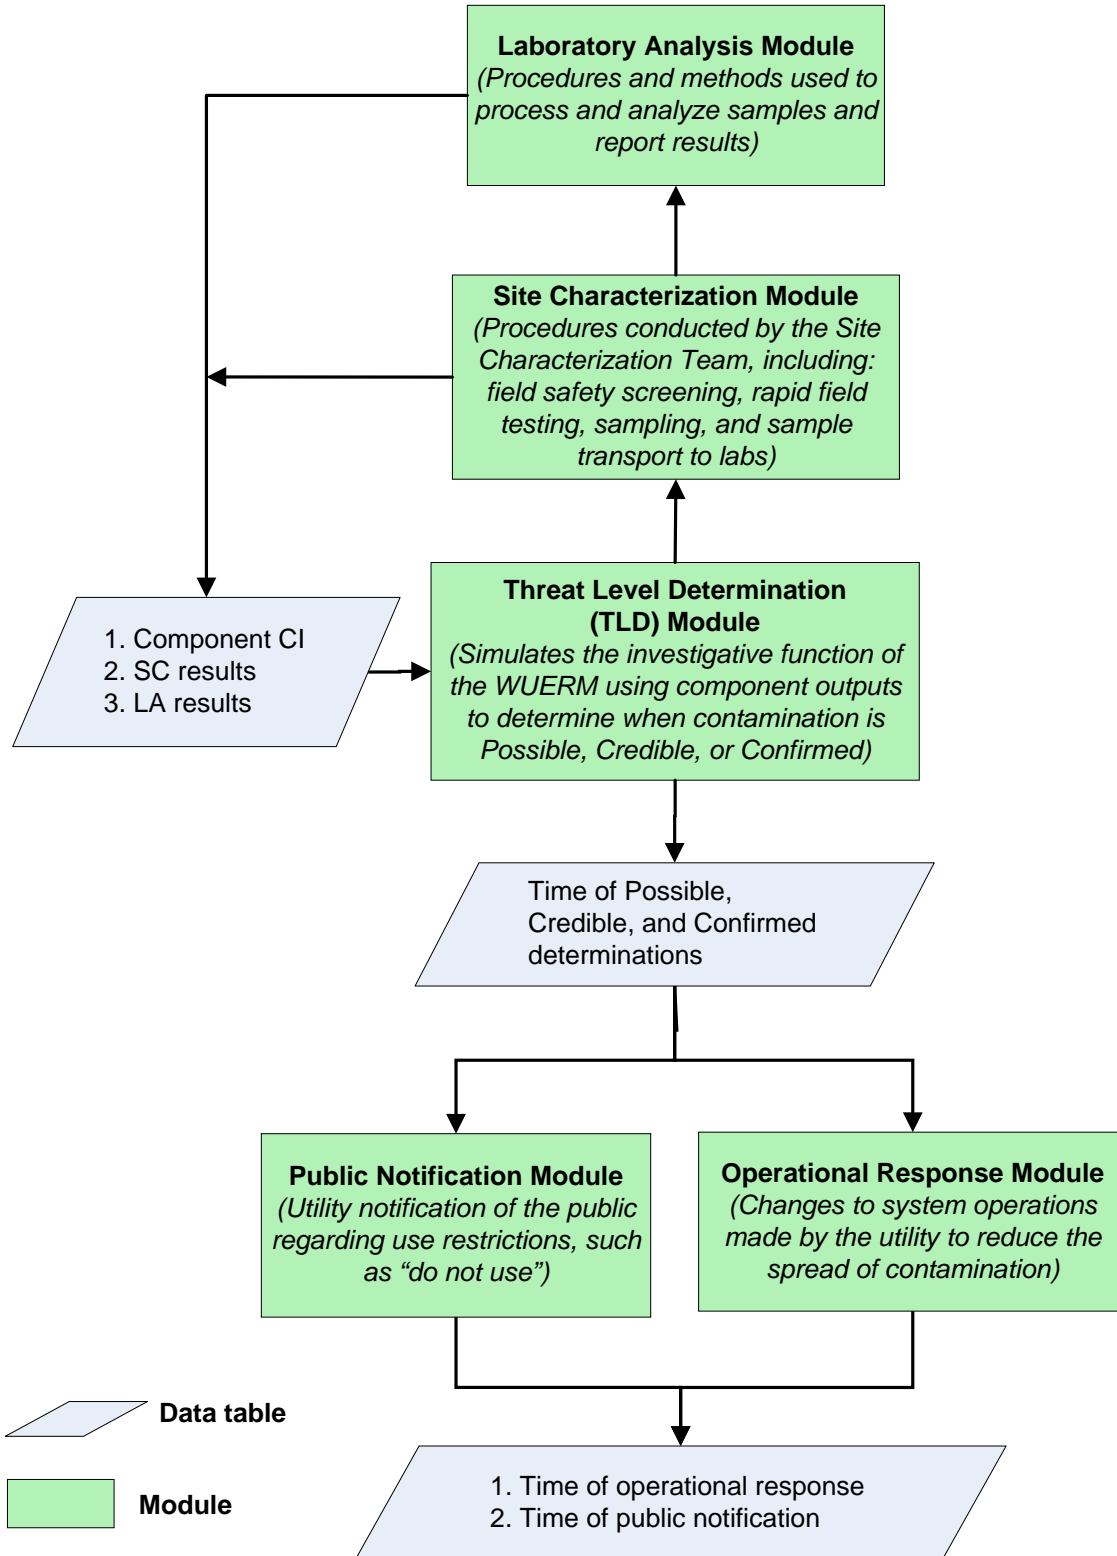 Laboratory Analysis Module
(Procedures and methods used to
process and analyze samples and
report results)
Site Characterization Module
(Procedures conducted by the Site
Characterization Team, including:
field safety screening, rapid field
testing, sampling, and sample
transport to labs)
Threat Level Determination
(TLD) Module
(Simulates the investigative function of
the WUERM using component outputs
to determine when contamination is
Possible, Credible, or Confirmed)
1. Component CI
2. SC results
3. LA results
Time of Possible,
Credible, and Confirmed
determinations
Public Notification Module
(Utility notification of the public
regarding use restrictions, such
as “do not use”)
Operational Response Module
(Changes to system operations
made by the utility to reduce the
spread of contamination)
Data table
Module
1. Time of operational response
2. Time of public notification